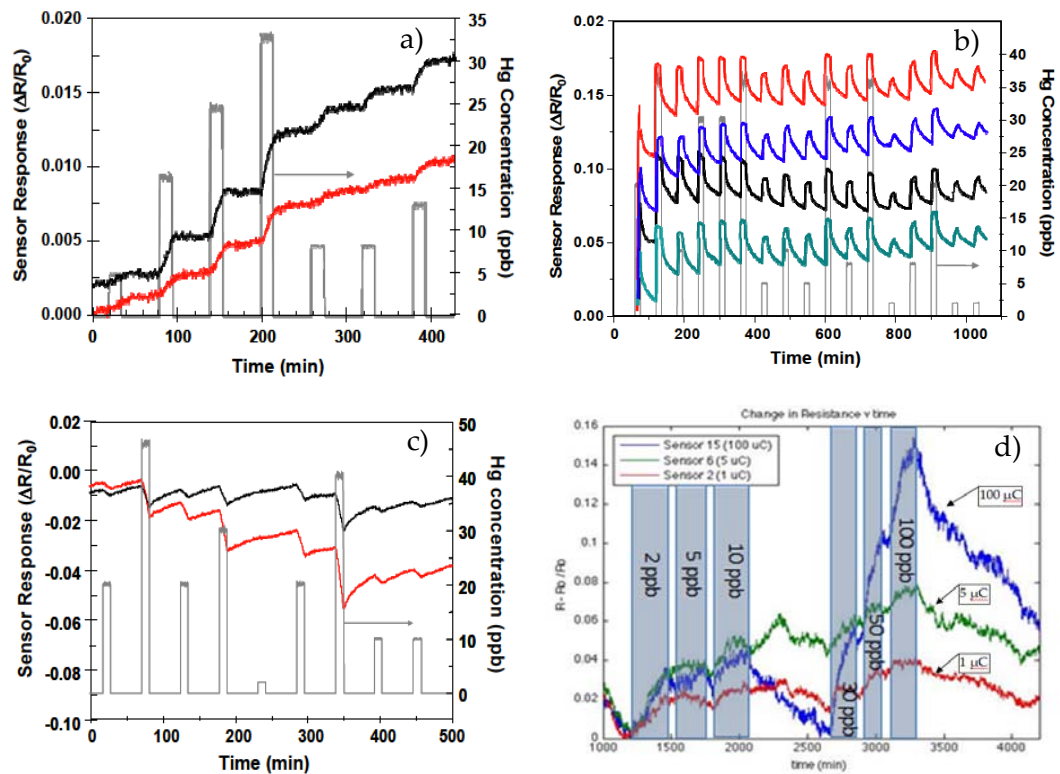 a)
Sensor Response (ΔR/R0)
0.020
0.015
0.010
0.005
0.000
35
30
25
20
15
10
5
0
Hg Concentration (ppb)
0
100
200
300
400
Time (min)
b)
Sensor Response (ΔR/R0)
0.20
0.15
0.10
0.05
0.00
40
35
30
25
20
15
10
5
0
Hg Concentration (ppb)
0
200
400
600
800
1000
Time (min)
c)
Sensor Response (ΔR/R0)
0.02
0.00
-0.02
-0.04
-0.06
-0.08
-0.10
50
40
30
20
10
0
Hg concentration (ppb)
0
100
200
300
400
500
Time (min)
Change in Resistance v time
d)
Sensor 15 (100 uC)
Sensor 6 (5 uC)
Sensor 2 (1 uC)
R- Ro /Ro
0.16
0.14
0.12
0.1
0.08
0.06
0.04
0.02
0
2 ppb
5 ppb
10 ppb
30 ppb
50 ppb
100 ppb
100 µC
5 µC
1 µC
1000
1500
2000
2500
3000
3500
4000
time (min)